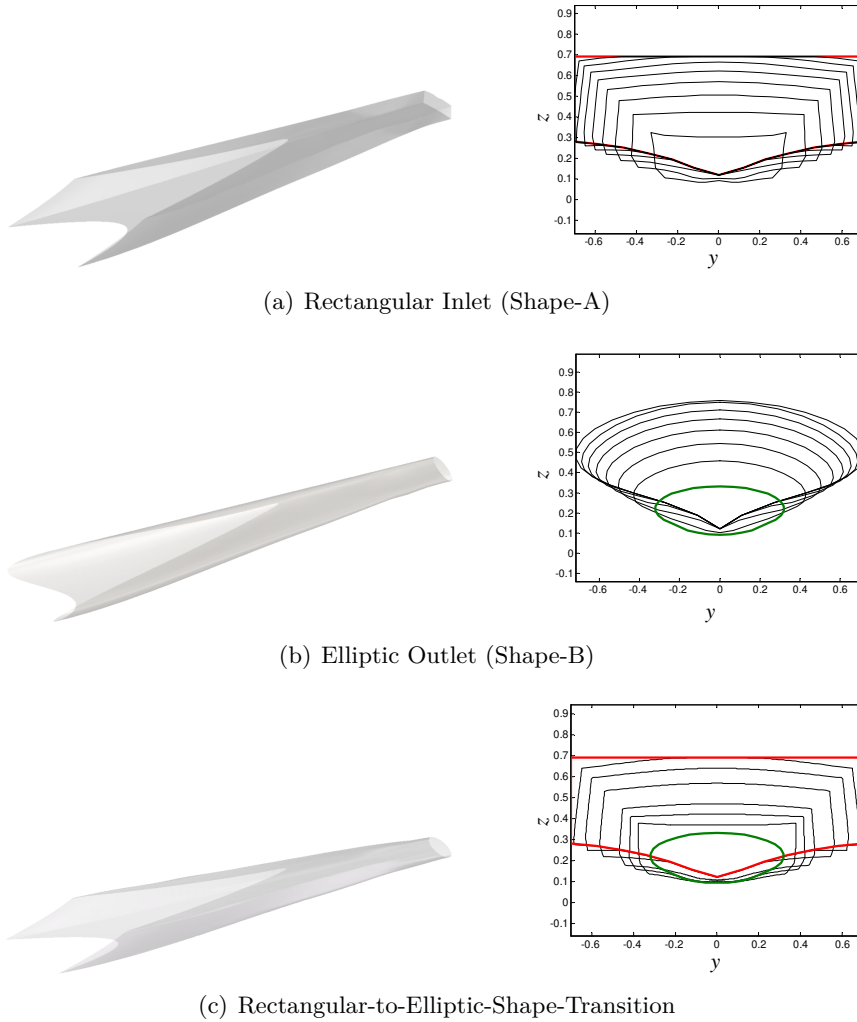 0.9
0.8
0.7
0.6
0.5
z 0.4
0.3
0.2
0.1
0
-0.1
-0.6 -0.4 -0.2 0 0.2 0.4 0.6
y
(a) Rectangular Inlet (Shape-A)
0.9
0.8
0.7
0.6
0.5
z 0.4
0.3
0.2
0.1
0
-0.1
-0.6 -0.4 -0.2 0 0.2 0.4 0.6
y
(b) Elliptic Outlet (Shape-B)
0.9
0.8
0.7
0.6
0.5
z 0.4
0.3
0.2
0.1
0
-0.1
-0.6 -0.4 -0.2 0 0.2 0.4 0.6
y
(c) Rectangular-to-Elliptic-Shape-Transition